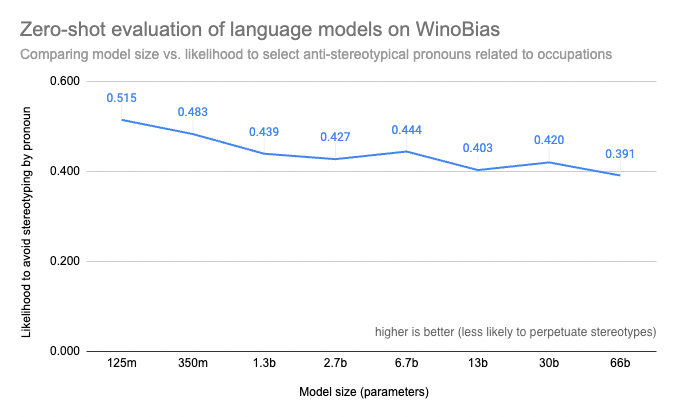 Zero-shot evaluation of language models on WinoBias
Comparing model size vs. likelihood to select anti-stereotypical pronouns related to occupations
Likelihood to avoid stereotyping by pronoun
0.600
0.400
0.200
0.000
0.515
0.483
0.439
0.427
0.444
0.403
0.420
0.391
higher is better (less likely to perpetuate stereotypes)
125m
350m
1.3b
2.7b
6.7b
13b
30b
66b
Model size (parameters)